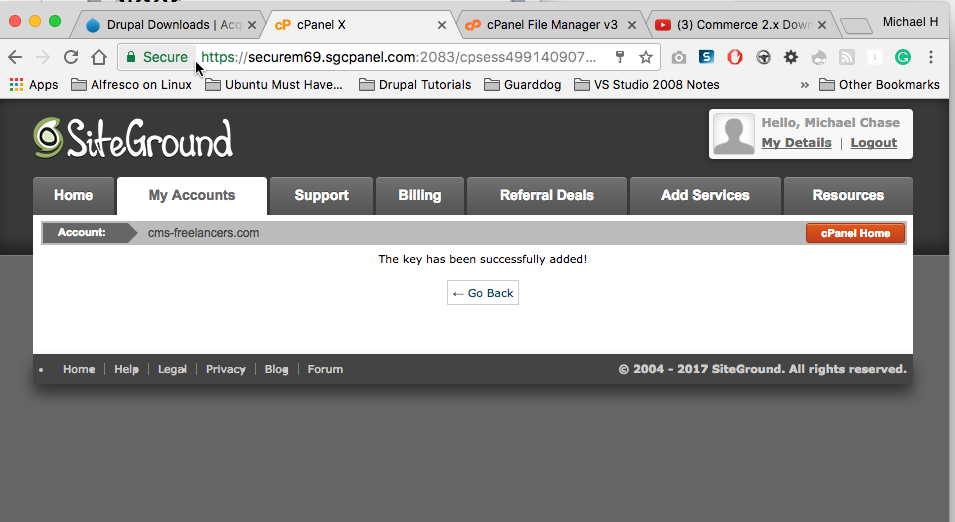 Drupal Downloads | Acq
cPanel X
cPanel File Manager v3
(3) Commerce 2.x Down
Michael H
Secure https://securem69.sgcpanel.com:2083/cpsess499140907...
Apps Alfresco on Linux Ubuntu Must Have... Drupal Tutorials Guarddog VS Studio 2008 Notes » Other Bookmarks
SiteGround
Hello, Michael Chase
My Details | Logout
Home My Accounts Support Billing Referral Deals Add Services Resources
Account: cms-freelancers.com cPanel Home
The key has been successfully added!
← Go Back
Home | Help | Legal | Privacy | Blog | Forum © 2004 - 2017 SiteGround. All rights reserved.